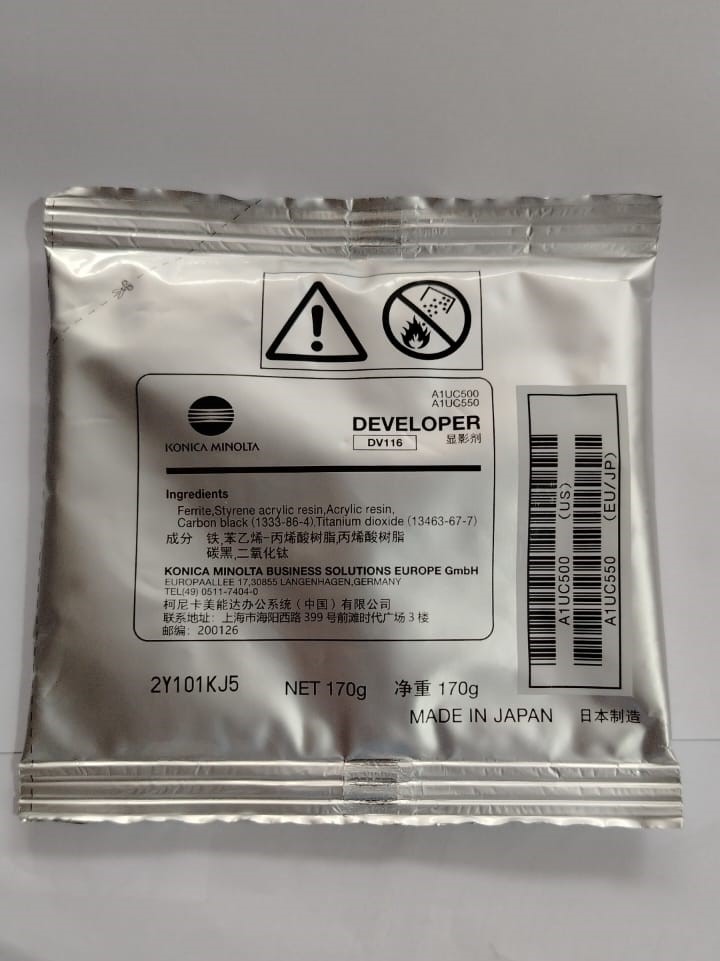 A1UC500
A1UC550
DEVELOPER
DV116 显影剂
KONICA MINOLTA
Ingredients
Ferrite,Styrene acrylic resin,Acrylic resin,
Carbon black (1333-86-4),Titanium dioxide (13463-67-7)
成分 铁,苯乙烯-丙烯酸树脂,丙烯酸树脂
碳黑,二氧化钛
KONICA MINOLTA BUSINESS SOLUTIONS EUROPE GmbH
EUROPAALLEE 17,30855 LANGENHAGEN,GERMANY
TEL(49) 0511-7404-0
柯尼卡美能达办公系统（中国）有限公司
联系地址：上海市海阳西路 399 号前滩时代广场 3 楼
邮编：200126
A1UC500 (US)
A1UC550 (EU/JP)
2Y101KJ5 NET 170g 净重 170g
MADE IN JAPAN 日本制造